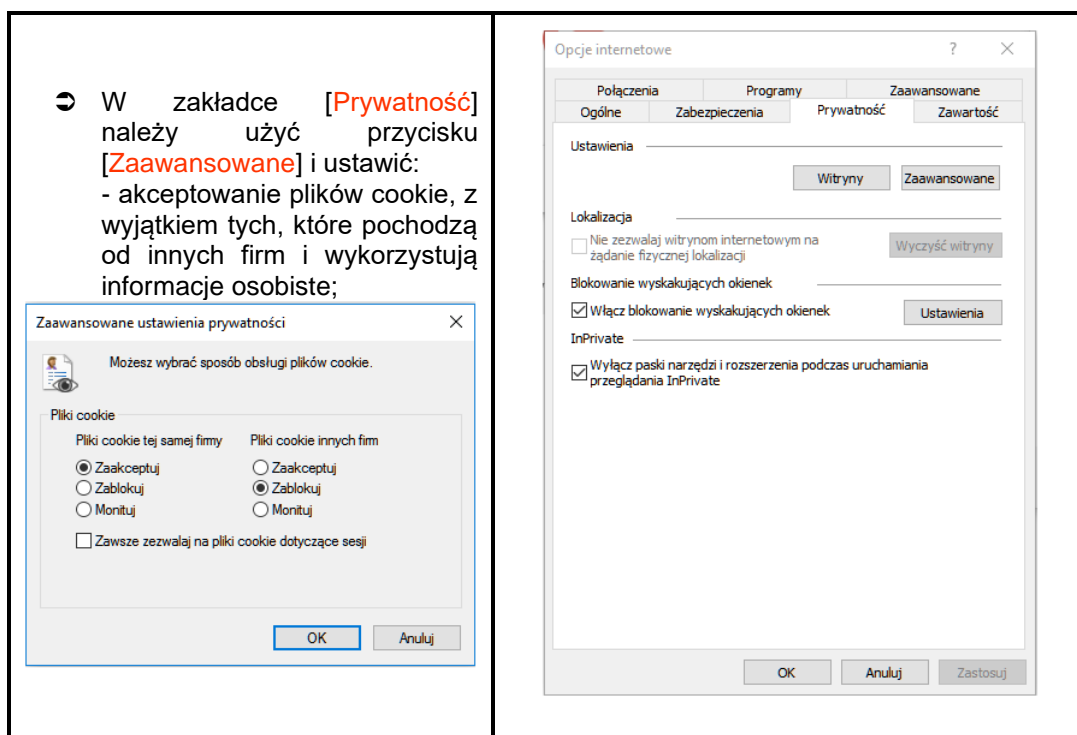 ➲ W zakładce [Prywatność]
należy użyć przycisku
[Zaawansowane] i ustawić:
- akceptowanie plików cookie, z
wyjątkiem tych, które pochodzą
od innych firm i wykorzystują
informacje osobiste;
Zaawansowane ustawienia prywatności
Możesz wybrać sposób obsługi plików cookie.
Pliki cookie
Pliki cookie tej samej firmy Pliki cookie innych firm
Zaakceptuj Zaakceptuj
Zablokuj Zablokuj
Monituj Monituj
Zawsze zezwalaj na pliki cookie dotyczące sesji
OK Anuluj
Opcje internetowe ?
Połączenia Programy Zaawansowane
Ogólne Zabezpieczenia Prywatność Zawartość
Ustawienia
Witryny Zaawansowane
Lokalizacja
Nie zezwalaj witrynom internetowym na
żądanie fizycznej lokalizacji
Wyczyść witryny
Blokowanie wyskakujących okienek
Włącz blokowanie wyskakujących okienek Ustawienia
InPrivate
Wyłącz paski narzędzi i rozszerzenia podczas uruchamiania
przeglądania InPrivate
OK Anuluj Zastosuj